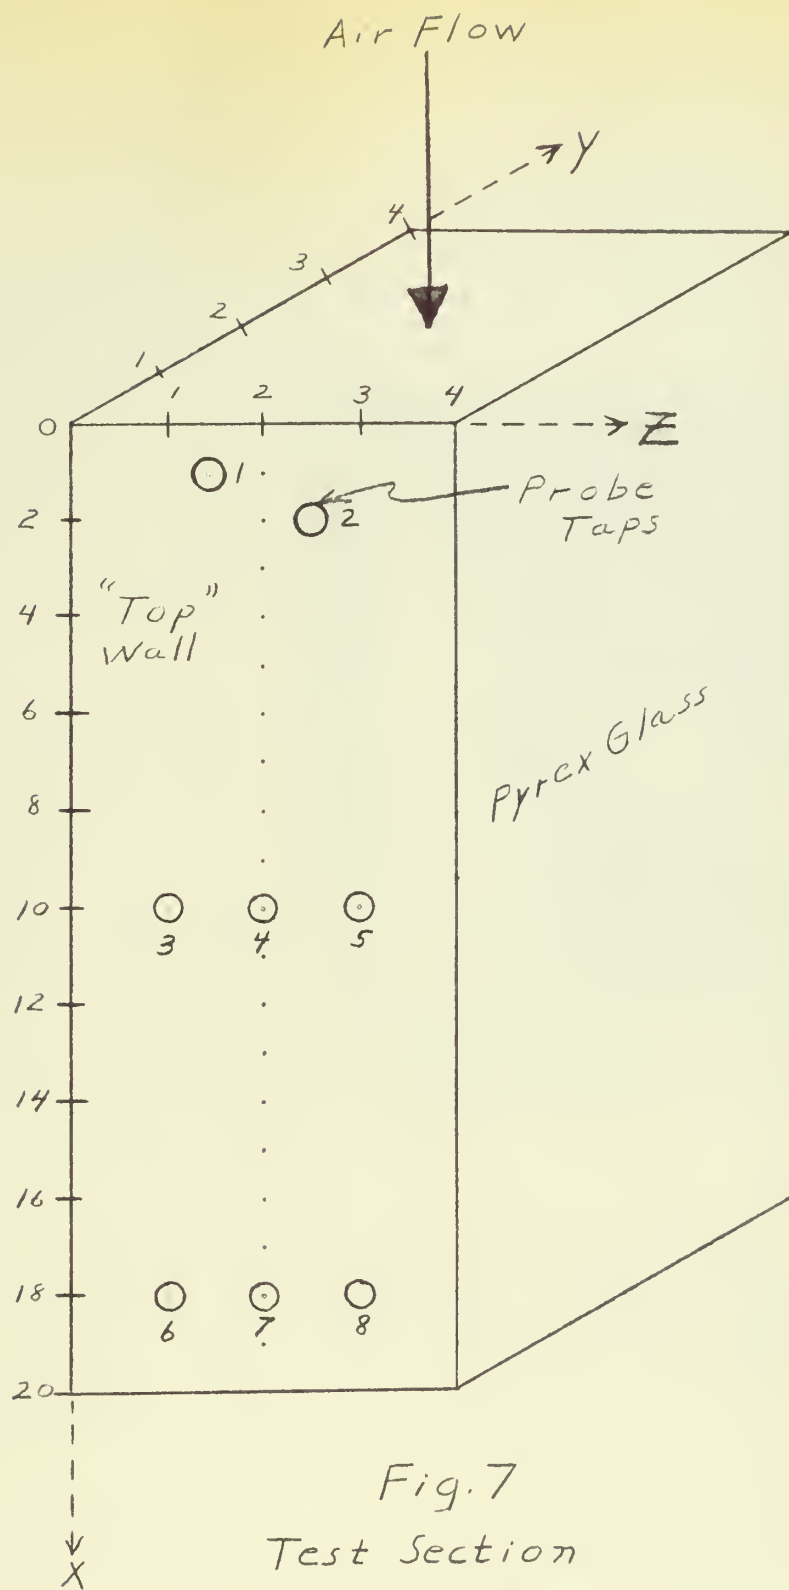 Air Flow
Y
4
3
2
1
1 2 3 4
0
Z
1
2
Probe
Taps
2
"Top"
Wall
4
6
Pyrex Glass
8
10
3 4 5
12
14
16
18
6 7 8
20
Fig. 7
Test Section
X